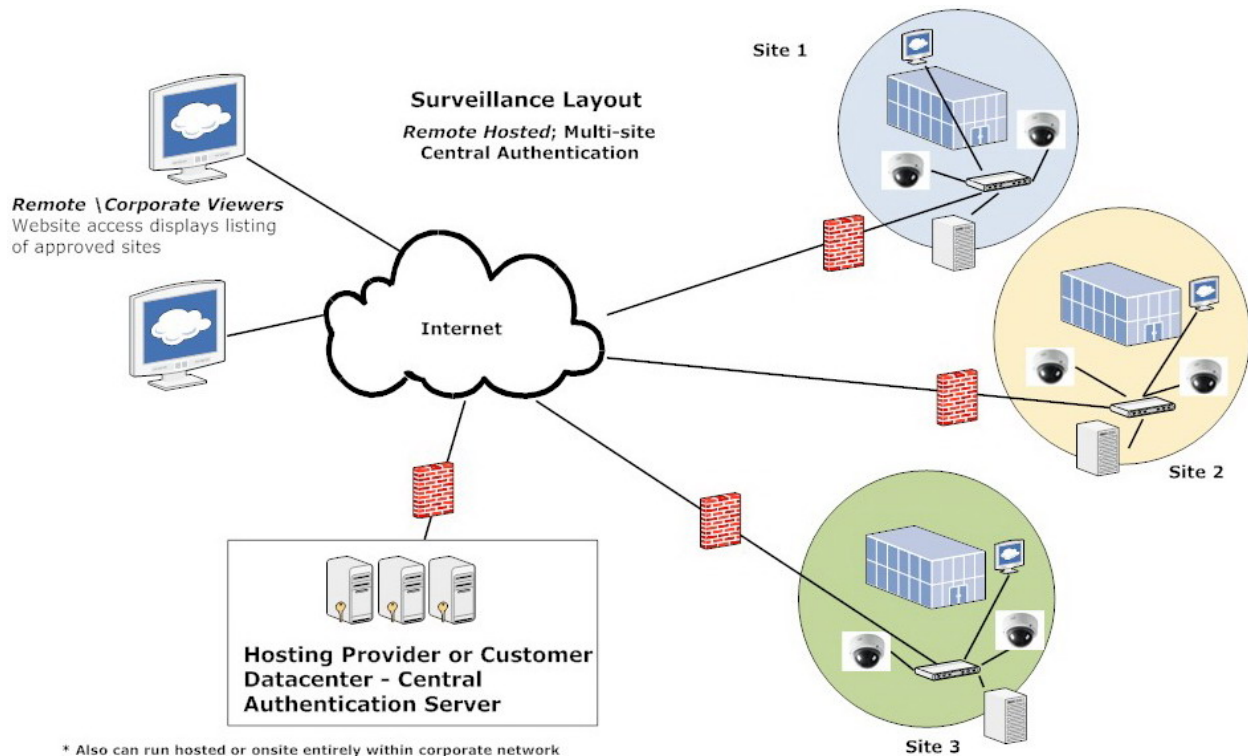 Site 1
Surveillance Layout
Remote Hosted; Multi-site
Central Authentication
Remote \Corporate Viewers
Website access displays listing
of approved sites
Internet
Site 2
Hosting Provider or Customer
Datacenter - Central
Authentication Server
Site 3
* Also can run hosted or onsite entirely within corporate network